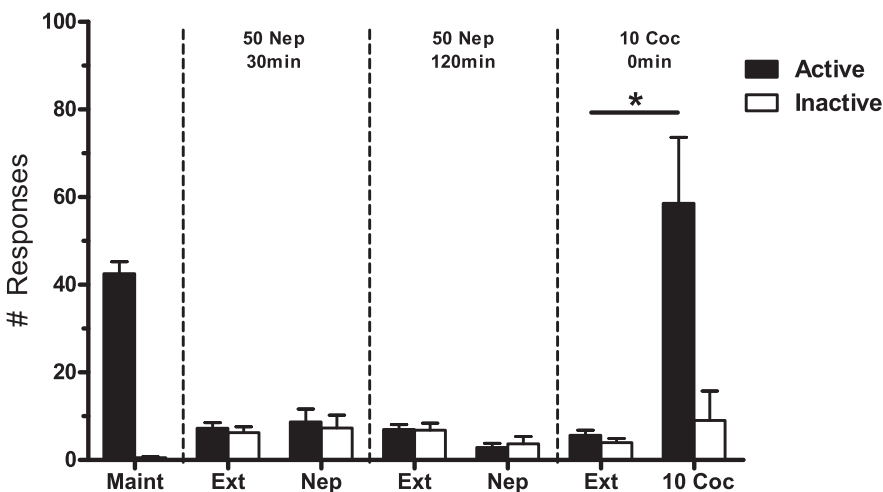 100
80
60
40
20
0
# Responses
50 Nep
30min
50 Nep
120min
10 Coc
0min
*
Active
Inactive
Maint Ext Nep Ext Nep Ext 10 Coc